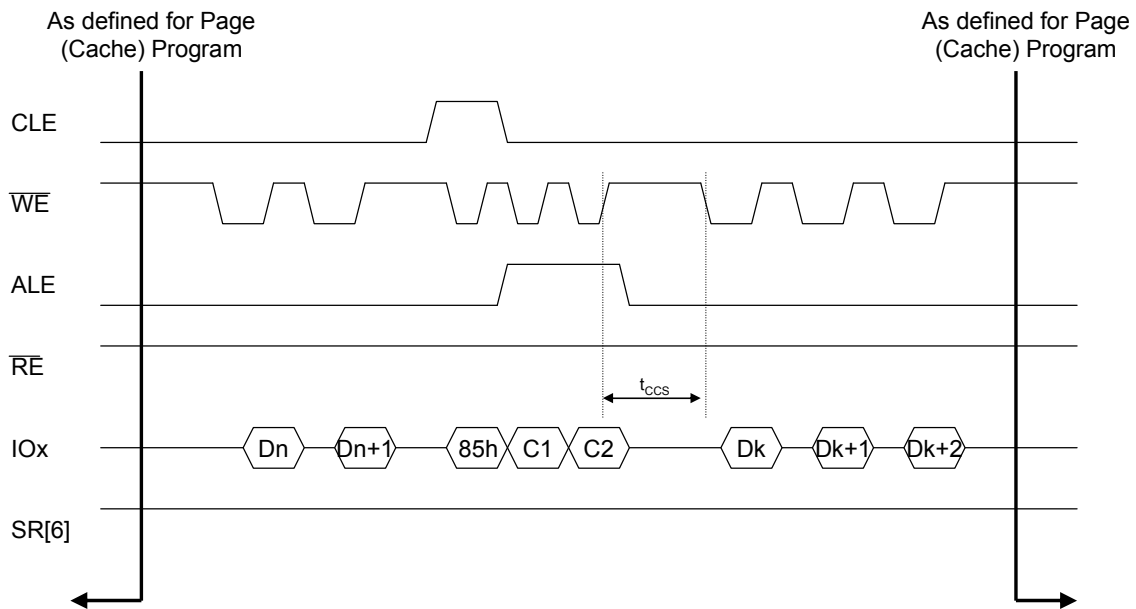 As defined for Page
(Cache) Program
As defined for Page
(Cache) Program
CLE
WE
ALE
RE
tCCS
IOx
Dn
Dn+1
85h
C1
C2
Dk
Dk+1
Dk+2
SR[6]